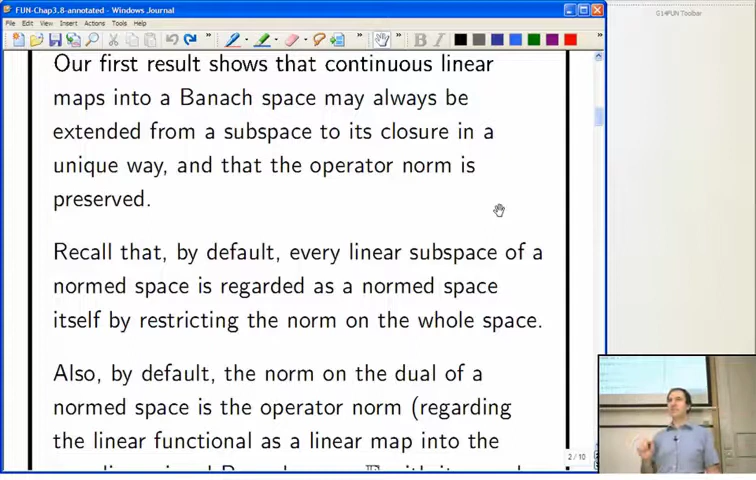 FUN-Chap3.8-annotated - Windows Journal
G14FUN Toolbar
File Edit View Insert Actions Tools Help
B I
Our first result shows that continuous linear
maps into a Banach space may always be
extended from a subspace to its closure in a
unique way, and that the operator norm is
preserved.
Recall that, by default, every linear subspace of a
normed space is regarded as a normed space
itself by restricting the norm on the whole space.
Also, by default, the norm on the dual of a
normed space is the operator norm (regarding
the linear functional as a linear map into the
2 / 10